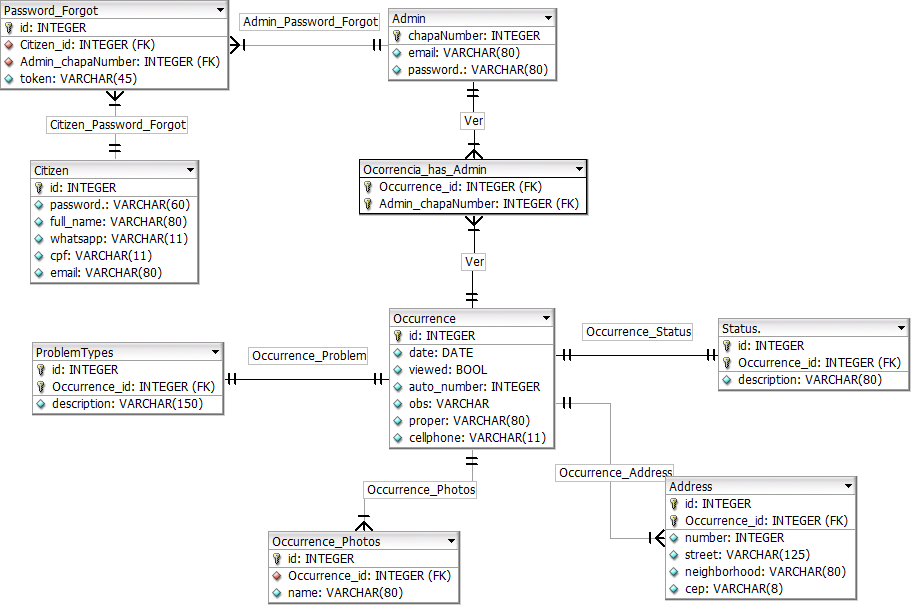 Password_Forgot
id: INTEGER
Citizen_id: INTEGER (FK)
Admin_chapaNumber: INTEGER (FK)
token: VARCHAR(45)
Admin_Password_Forgot
Admin
chapaNumber: INTEGER
email: VARCHAR(80)
password.: VARCHAR(80)
Citizen_Password_Forgot
Ver
Citizen
id: INTEGER
password.: VARCHAR(60)
full_name: VARCHAR(80)
whatsapp: VARCHAR(11)
cpf: VARCHAR(11)
email: VARCHAR(80)
Ocorrencia_has_Admin
Occurrence_id: INTEGER (FK)
Admin_chapaNumber: INTEGER (FK)
Ver
Occurrence
id: INTEGER
date: DATE
viewed: BOOL
auto_number: INTEGER
obs: VARCHAR
proper: VARCHAR(80)
cellphone: VARCHAR(11)
Occurrence_Status
Status.
id: INTEGER
Occurrence_id: INTEGER (FK)
description: VARCHAR(80)
Occurrence_Problem
ProblemTypes
id: INTEGER
Occurrence_id: INTEGER (FK)
description: VARCHAR(150)
Occurrence_Address
Address
id: INTEGER
Occurrence_id: INTEGER (FK)
number: INTEGER
street: VARCHAR(125)
neighborhood: VARCHAR(80)
cep: VARCHAR(8)
Occurrence_Photos
Occurrence_Photos
id: INTEGER
Occurrence_id: INTEGER (FK)
name: VARCHAR(80)